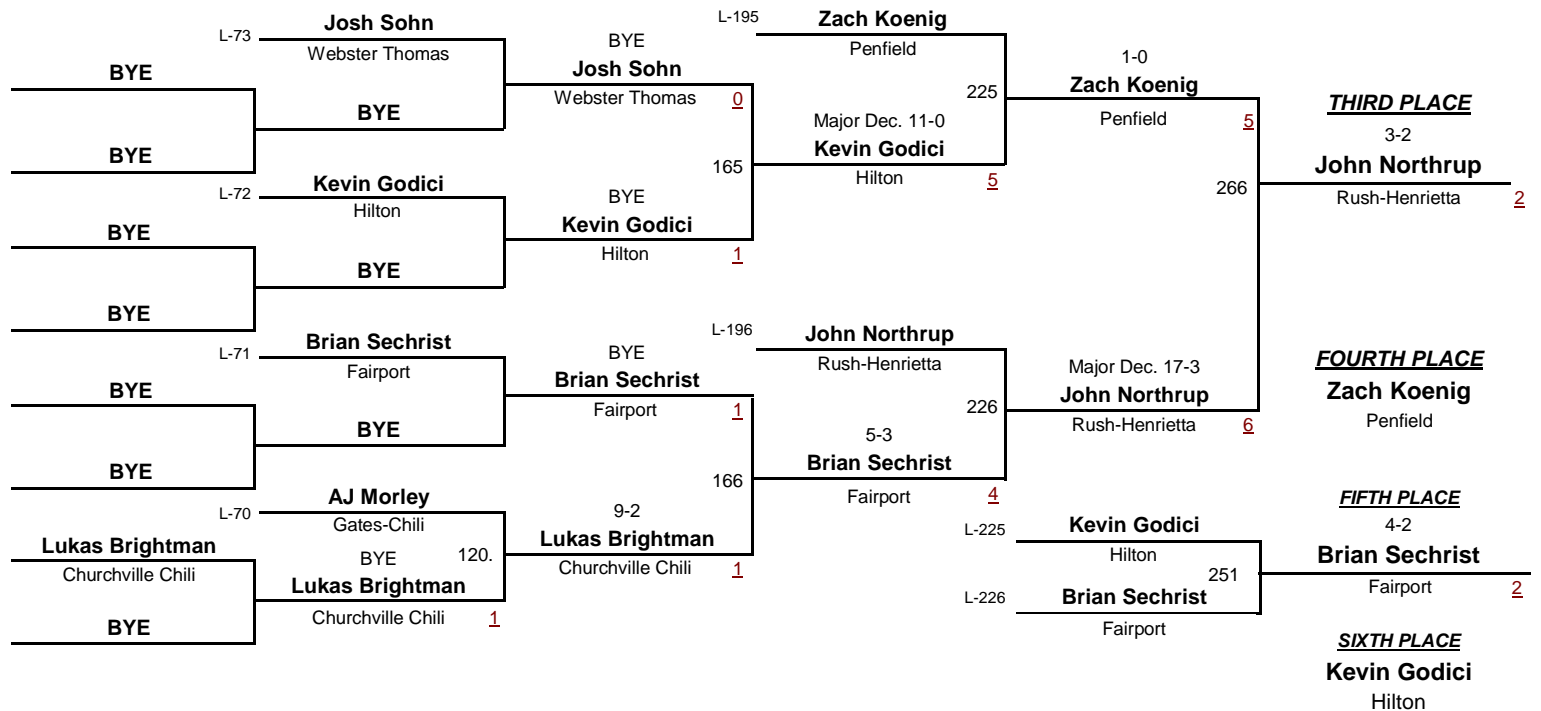 BYE
BYE
BYE
BYE
BYE
BYE
Lukas Brightman
Churchville Chili
BYE
L-73
Josh Sohn
Webster Thomas
BYE
L-72
Kevin Godici
Hilton
BYE
L-71
Brian Sechrist
Fairport
BYE
L-70
AJ Morley
Gates-Chili
BYE
120.
Lukas Brightman
Churchville Chili
1
BYE
Josh Sohn
Webster Thomas
0
165
BYE
Kevin Godici
Hilton
1
BYE
Brian Sechrist
Fairport
1
166
9-2
Lukas Brightman
Churchville Chili
1
L-195
Zach Koenig
Penfield
225
Major Dec. 11-0
Kevin Godici
Hilton
5
L-196
John Northrup
Rush-Henrietta
226
5-3
Brian Sechrist
Fairport
4
1-0
Zach Koenig
Penfield
5
266
Major Dec. 17-3
John Northrup
Rush-Henrietta
6
L-225
Kevin Godici
Hilton
251
L-226
Brian Sechrist
Fairport
THIRD PLACE
3-2
John Northrup
Rush-Henrietta
2
FOURTH PLACE
Zach Koenig
Penfield
FIFTH PLACE
4-2
Brian Sechrist
Fairport
2
SIXTH PLACE
Kevin Godici
Hilton